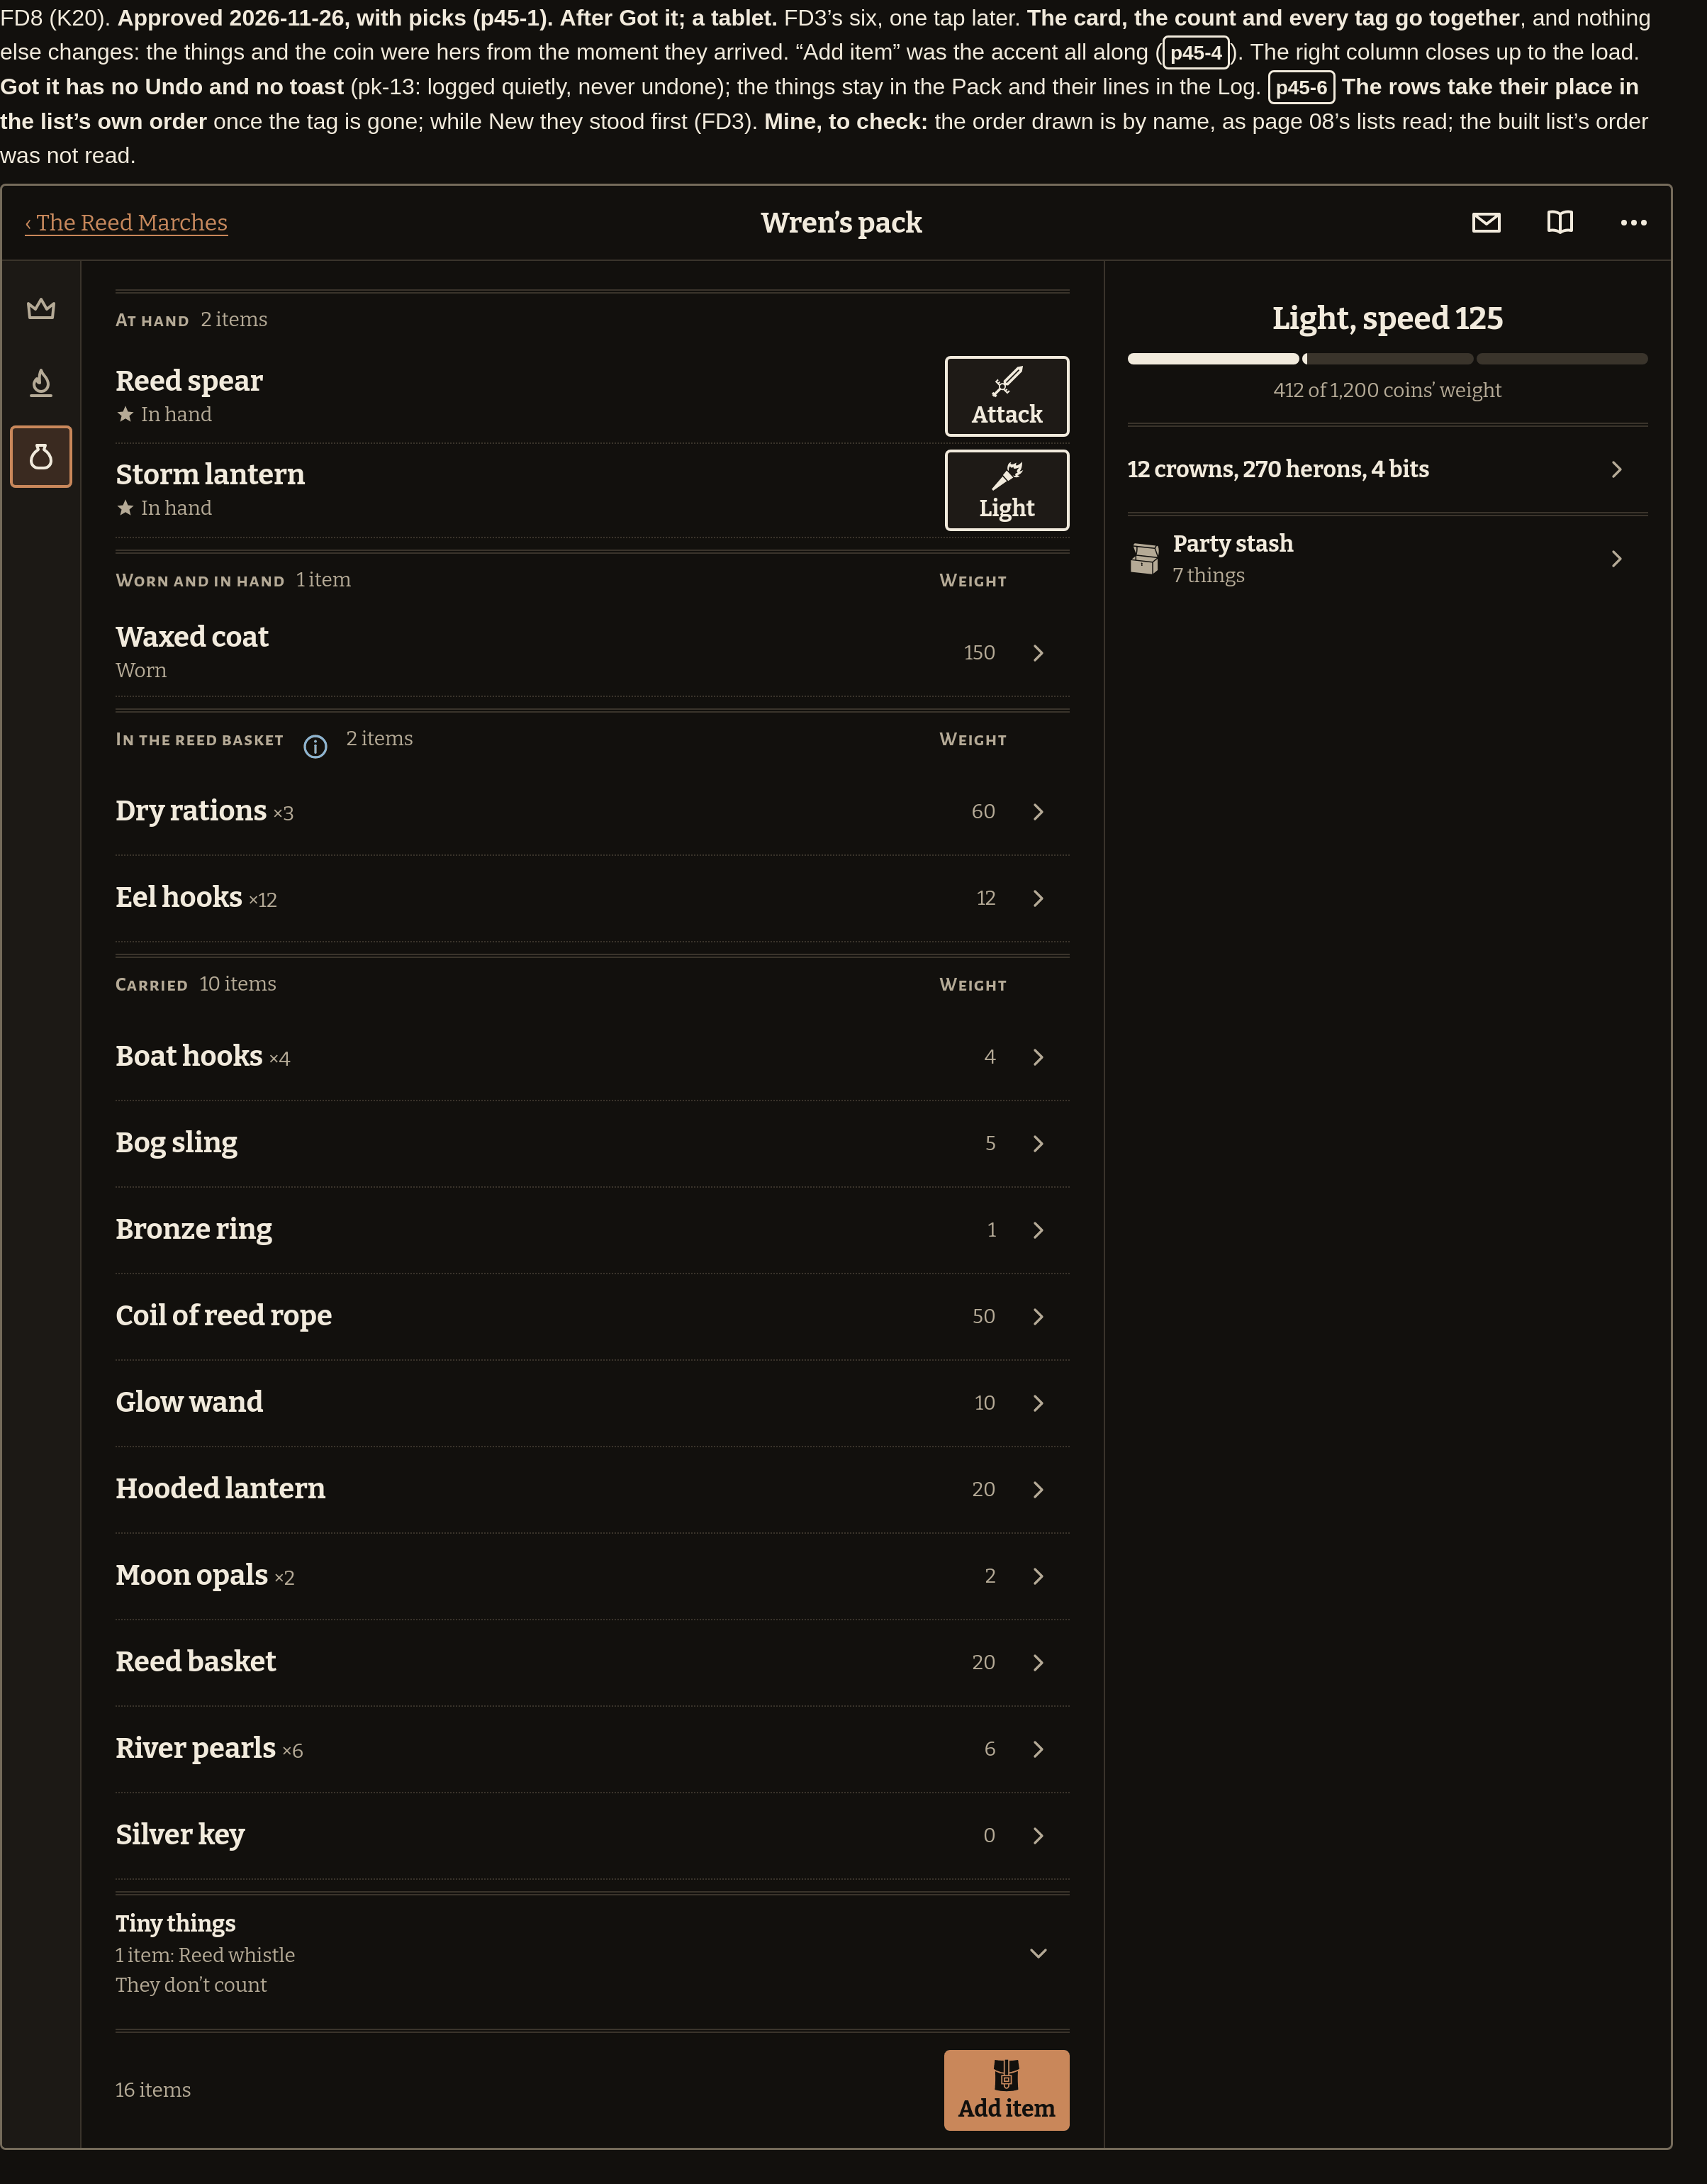 FD8 (K20). Approved 2026-11-26, with picks (p45-1). After Got it; a tablet. FD3’s six, one tap later. The card, the count and every tag go together, and nothing
else changes: the things and the coin were hers from the moment they arrived. “Add item” was the accent all along (p45-4). The right column closes up to the load.
Got it has no Undo and no toast (pk-13: logged quietly, never undone); the things stay in the Pack and their lines in the Log. p45-6 The rows take their place in
the list’s own order once the tag is gone; while New they stood first (FD3). Mine, to check: the order drawn is by name, as page 08’s lists read; the built list’s order
was not read.
‹ The Reed Marches
Wren’s pack
At hand 2 items
Reed spear
In hand
Attack
Storm lantern
In hand
Light
Worn and in hand 1 item Weight
Waxed coat
Worn
150
In the reed basket 2 items Weight
Dry rations ×3 60
Eel hooks ×12 12
Carried 10 items Weight
Boat hooks ×4 4
Bog sling 5
Bronze ring 1
Coil of reed rope 50
Glow wand 10
Hooded lantern 20
Moon opals ×2 2
Reed basket 20
River pearls ×6 6
Silver key 0
Tiny things
1 item: Reed whistle
They don’t count
16 items
Add item
Light, speed 125
412 of 1,200 coins’ weight
12 crowns, 270 herons, 4 bits
Party stash
7 things